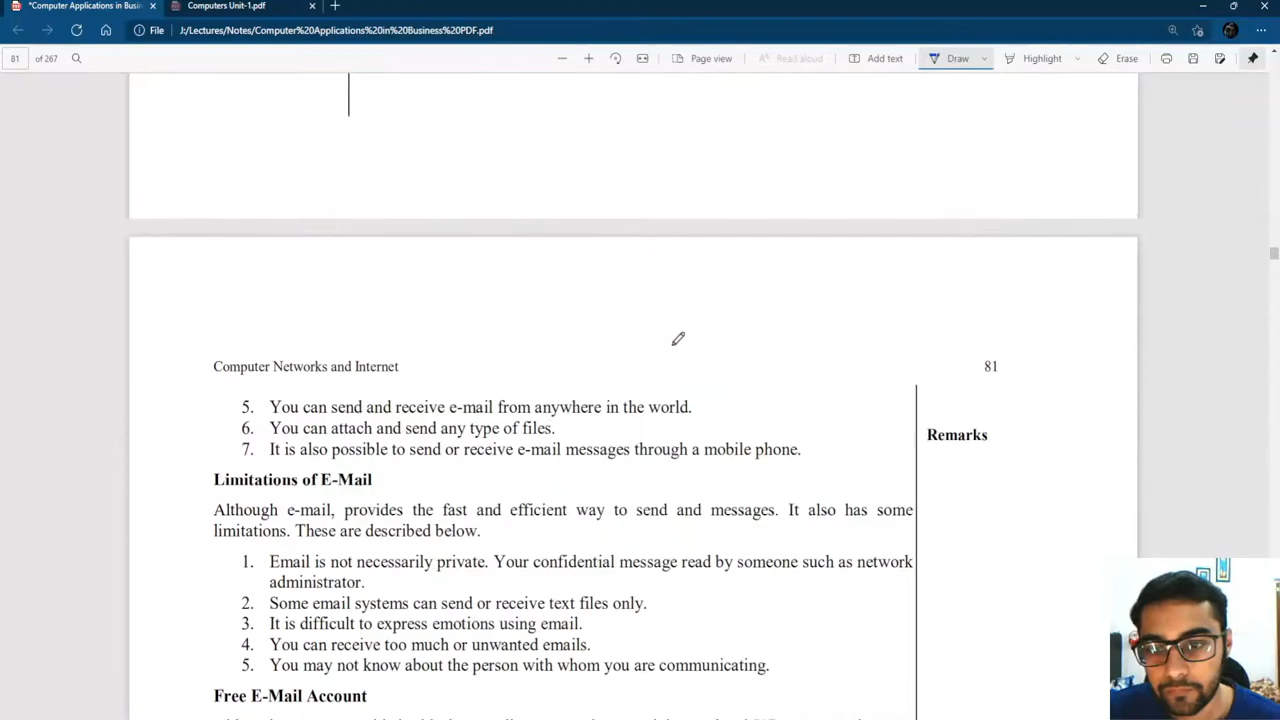 *Computer Applications in Busin
Computers Unit-1.pdf
File
J:/Lectures/Notes/Computer%20Applications%20in%20Business%20PDF.pdf
81 of 267
Page view
Read aloud
Add text
Draw
Highlight
Erase
Computer Networks and Internet 81
5. You can send and receive e-mail from anywhere in the world.
6. You can attach and send any type of files.
Remarks
7. It is also possible to send or receive e-mail messages through a mobile phone.
Limitations of E-Mail
Although e-mail, provides the fast and efficient way to send and messages. It also has some
limitations. These are described below.
1. Email is not necessarily private. Your confidential message read by someone such as network
administrator.
2. Some email systems can send or receive text files only.
3. It is difficult to express emotions using email.
4. You can receive too much or unwanted emails.
5. You may not know about the person with whom you are communicating.
Free E-Mail Account